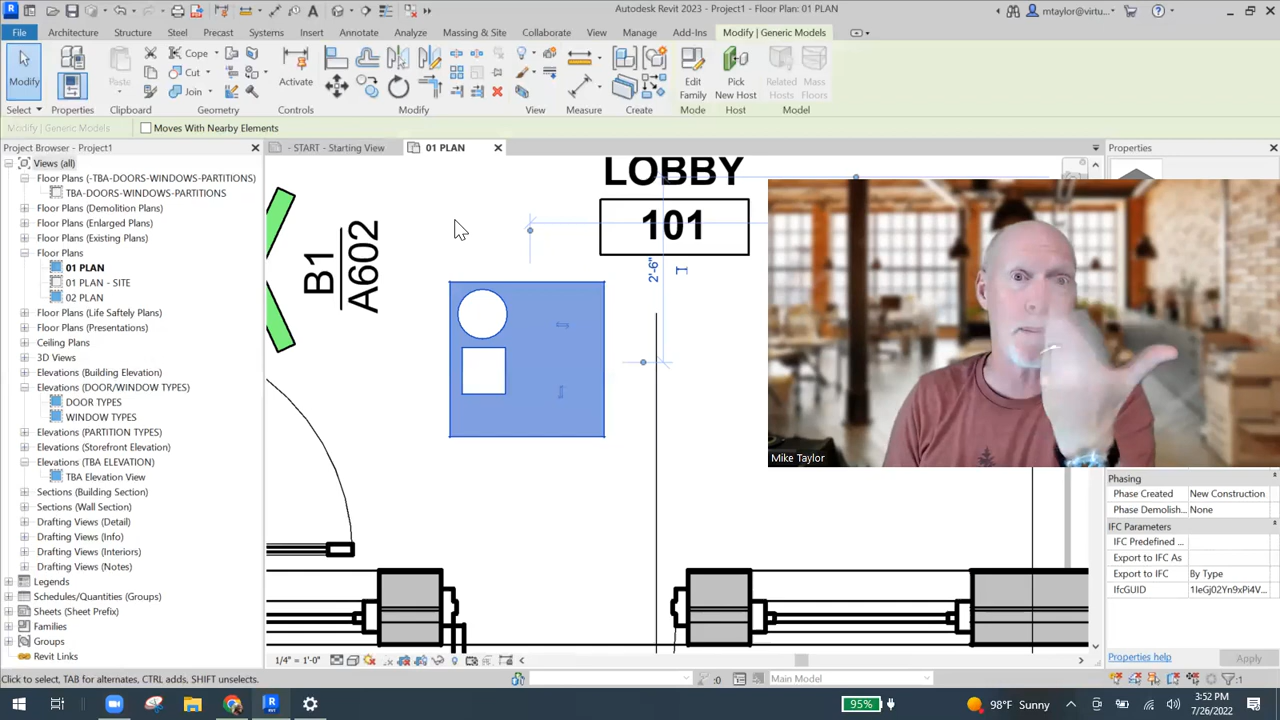 Autodesk Revit 2023 - Project1 - Floor Plan: 01 PLAN
mtaylor@virtu...
File
Architecture
Structure
Steel
Precast
Systems
Insert
Annotate
Analyze
Massing & Site
Collaborate
View
Manage
Add-Ins
Modify | Generic Models
Modify
Paste
Cope
Cut
Join
Activate
Edit
Family
Pick
New Host
Related
Hosts
Mass
Floors
Select
Properties
Clipboard
Geometry
Controls
Modify
View
Measure
Create
Mode
Host
Model
Modify | Generic Models
Moves With Nearby Elements
Project Browser - Project1
- START - Starting View
01 PLAN
Properties
Views (all)
Floor Plans (-TBA-DOORS-WINDOWS-PARTITIONS)
TBA-DOORS-WINDOWS-PARTITIONS
Floor Plans (Demolition Plans)
Floor Plans (Enlarged Plans)
Floor Plans (Existing Plans)
Floor Plans
01 PLAN
01 PLAN - SITE
02 PLAN
Floor Plans (Life Saftely Plans)
Floor Plans (Presentations)
Ceiling Plans
3D Views
Elevations (Building Elevation)
Elevations (DOOR/WINDOW TYPES)
DOOR TYPES
WINDOW TYPES
Elevations (PARTITION TYPES)
Elevations (Storefront Elevation)
Elevations (TBA ELEVATION)
TBA Elevation View
Sections (Building Section)
Sections (Wall Section)
Drafting Views (Detail)
Drafting Views (Info)
Drafting Views (Interiors)
Drafting Views (Notes)
Legends
Schedules/Quantities (Groups)
Sheets (Sheet Prefix)
Families
Groups
Revit Links
LOBBY
101
B1
A602
2'-6"
Mike Taylor
Phasing
Phase Created New Construction
Phase Demolish... None
IFC Parameters
IFC Predefined ...
Export to IFC As
Export to IFC By Type
IfcGUID 1IeGj02Yn9xPi4V...
Properties help
Apply
1/4" = 1'-0"
Click to select, TAB for alternates, CTRL adds, SHIFT unselects.
:0
Main Model
:1
95%
98°F Sunny
3:52 PM
7/26/2022